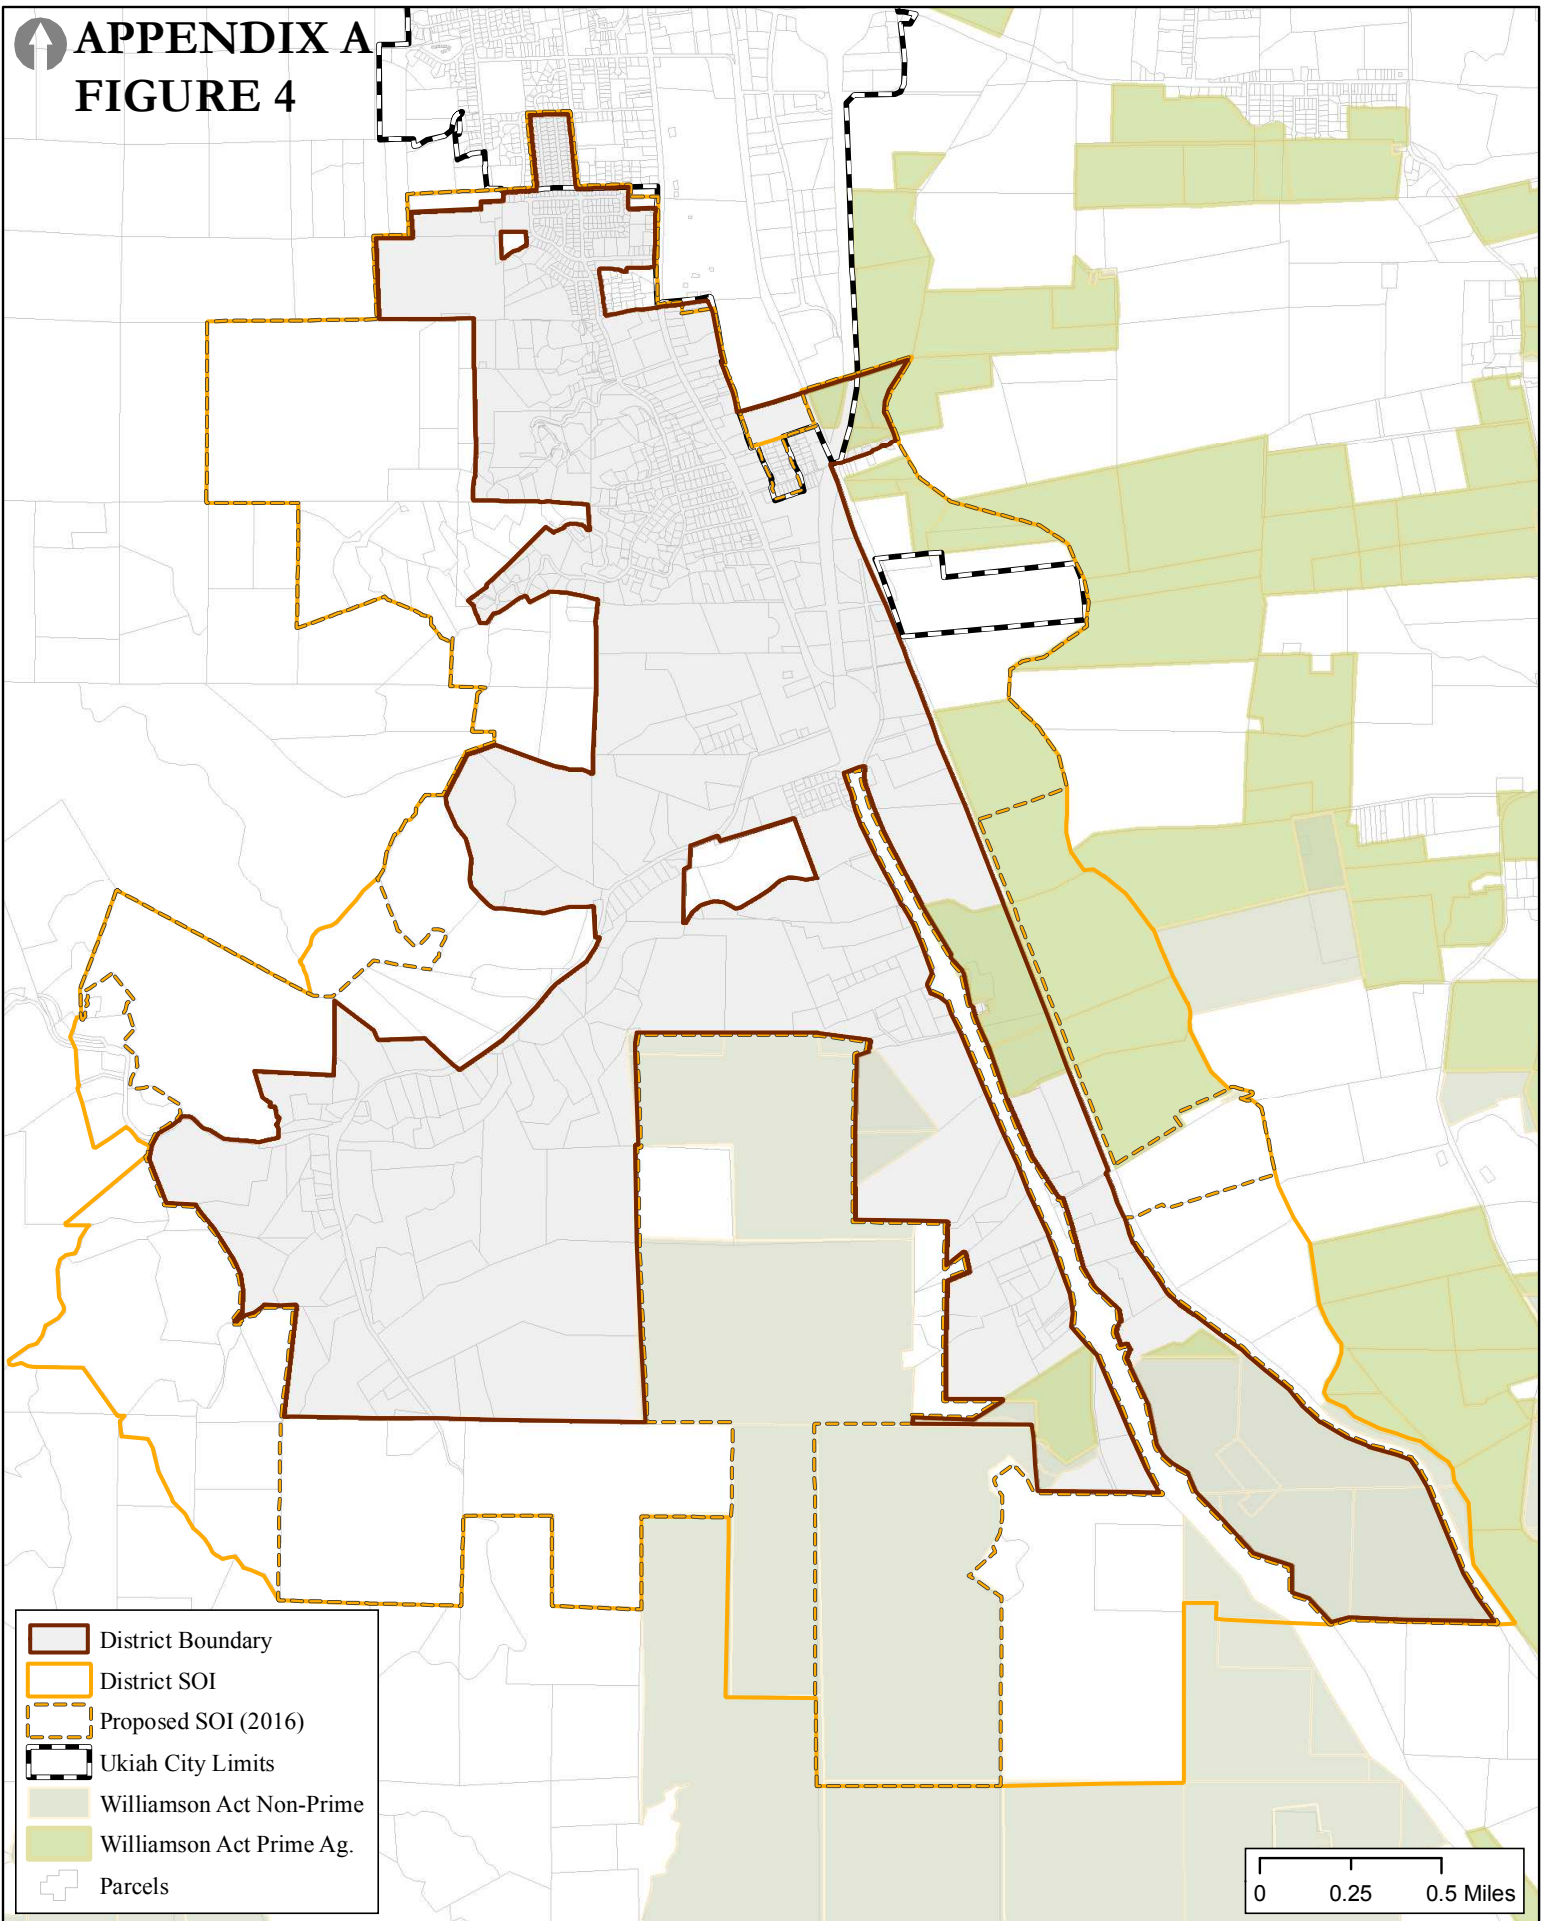 APPENDIX A
FIGURE 4
District Boundary
District SOI
Proposed SOI (2016)
Ukiah City Limits
Williamson Act Non-Prime
Williamson Act Prime Ag.
Parcels
0 0.25 0.5 Miles